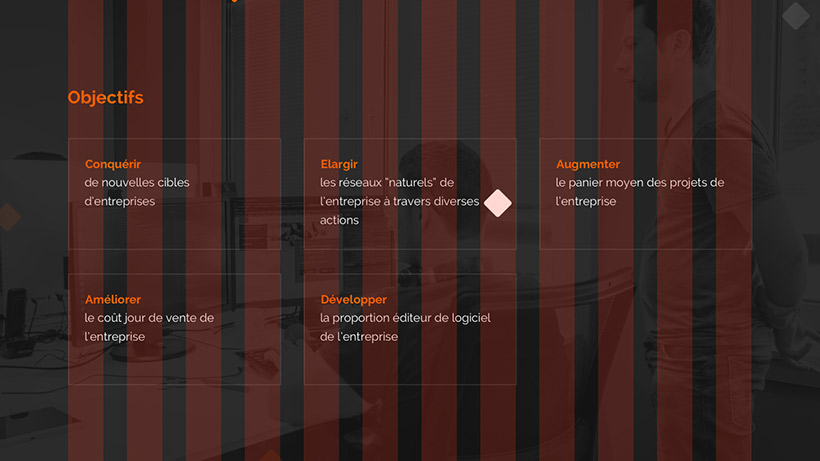 Objectifs
Conquérir
de nouvelles cibles
d'entreprises
Elargir
les réseaux "naturels" de
l'entreprise à travers diverses
actions
Augmenter
le panier moyen des projets de
l'entreprise
Améliorer
le coût jour de vente de
l'entreprise
Développer
la proportion éditeur de logiciel
de l'entreprise